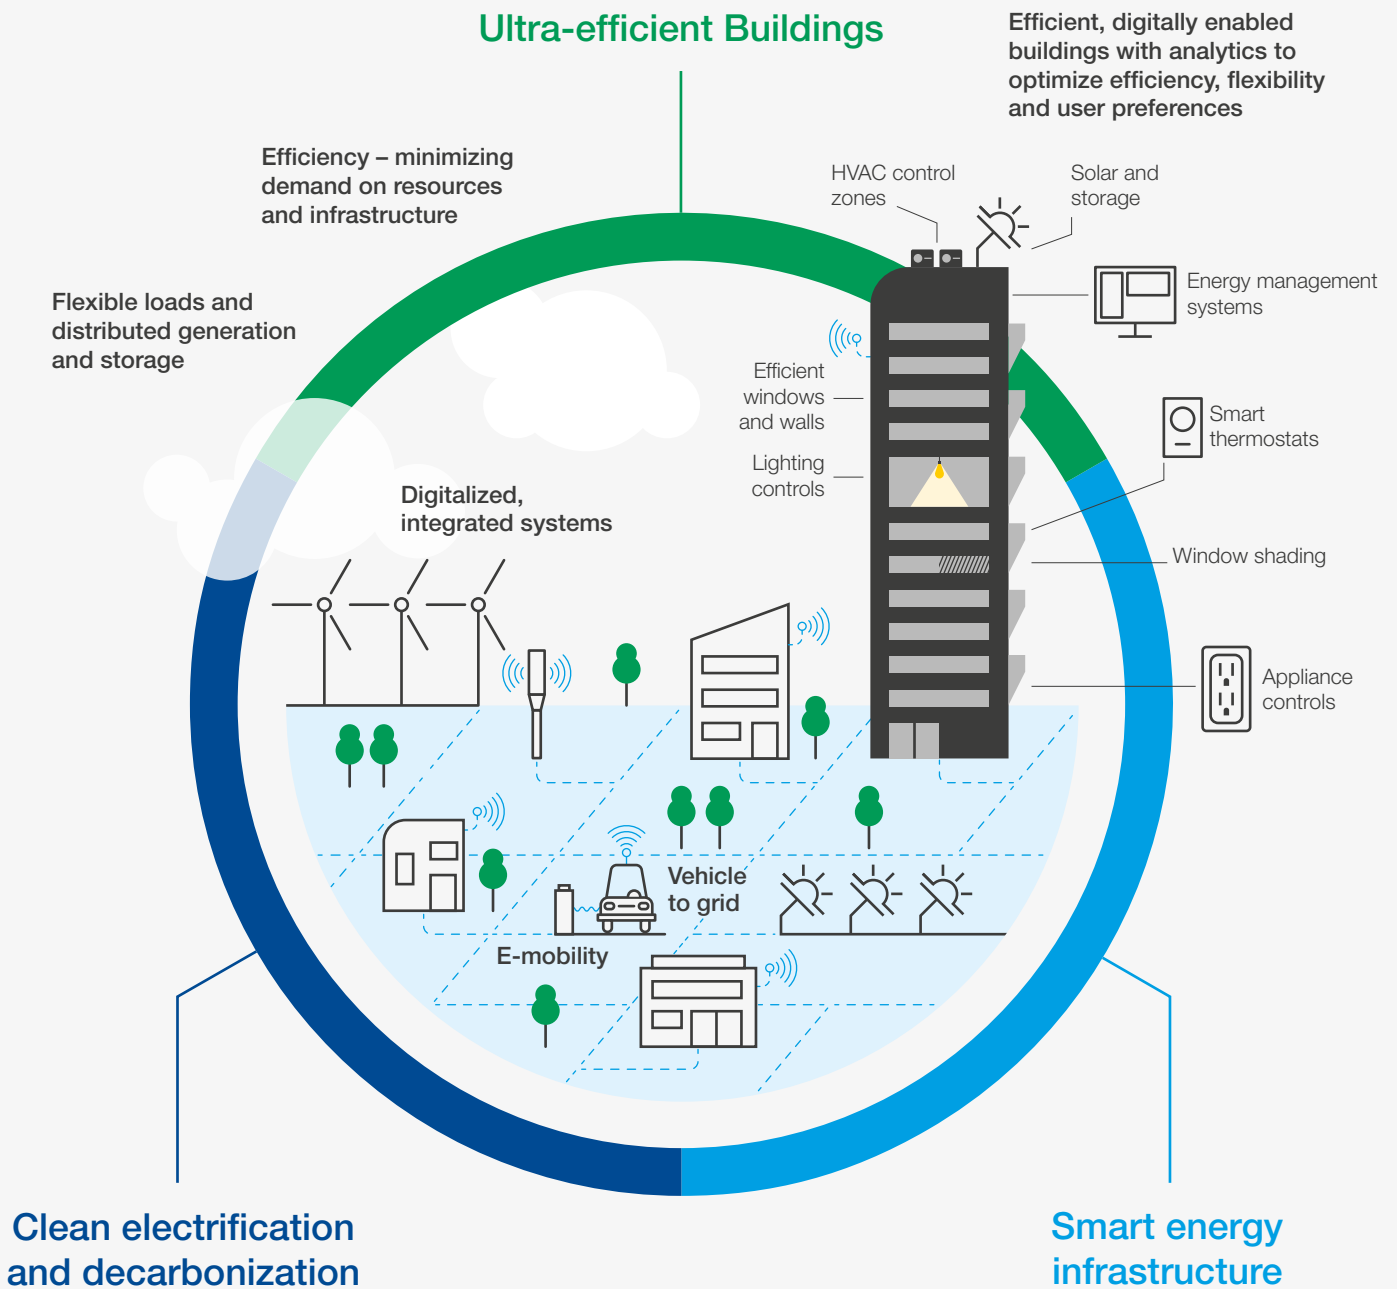 Ultra-efficient Buildings
Efficient, digitally enabled
buildings with analytics to
optimize efficiency, flexibility
and user preferences
Efficiency – minimizing
demand on resources
and infrastructure
HVAC control
zones
Solar and
storage
Flexible loads and
distributed generation
and storage
Energy management
systems
Efficient
windows
and walls
Smart
thermostats
Lighting
controls
Digitalized,
integrated systems
Window shading
Appliance
controls
Vehicle
to grid
E-mobility
Clean electrification
and decarbonization
Smart energy
infrastructure